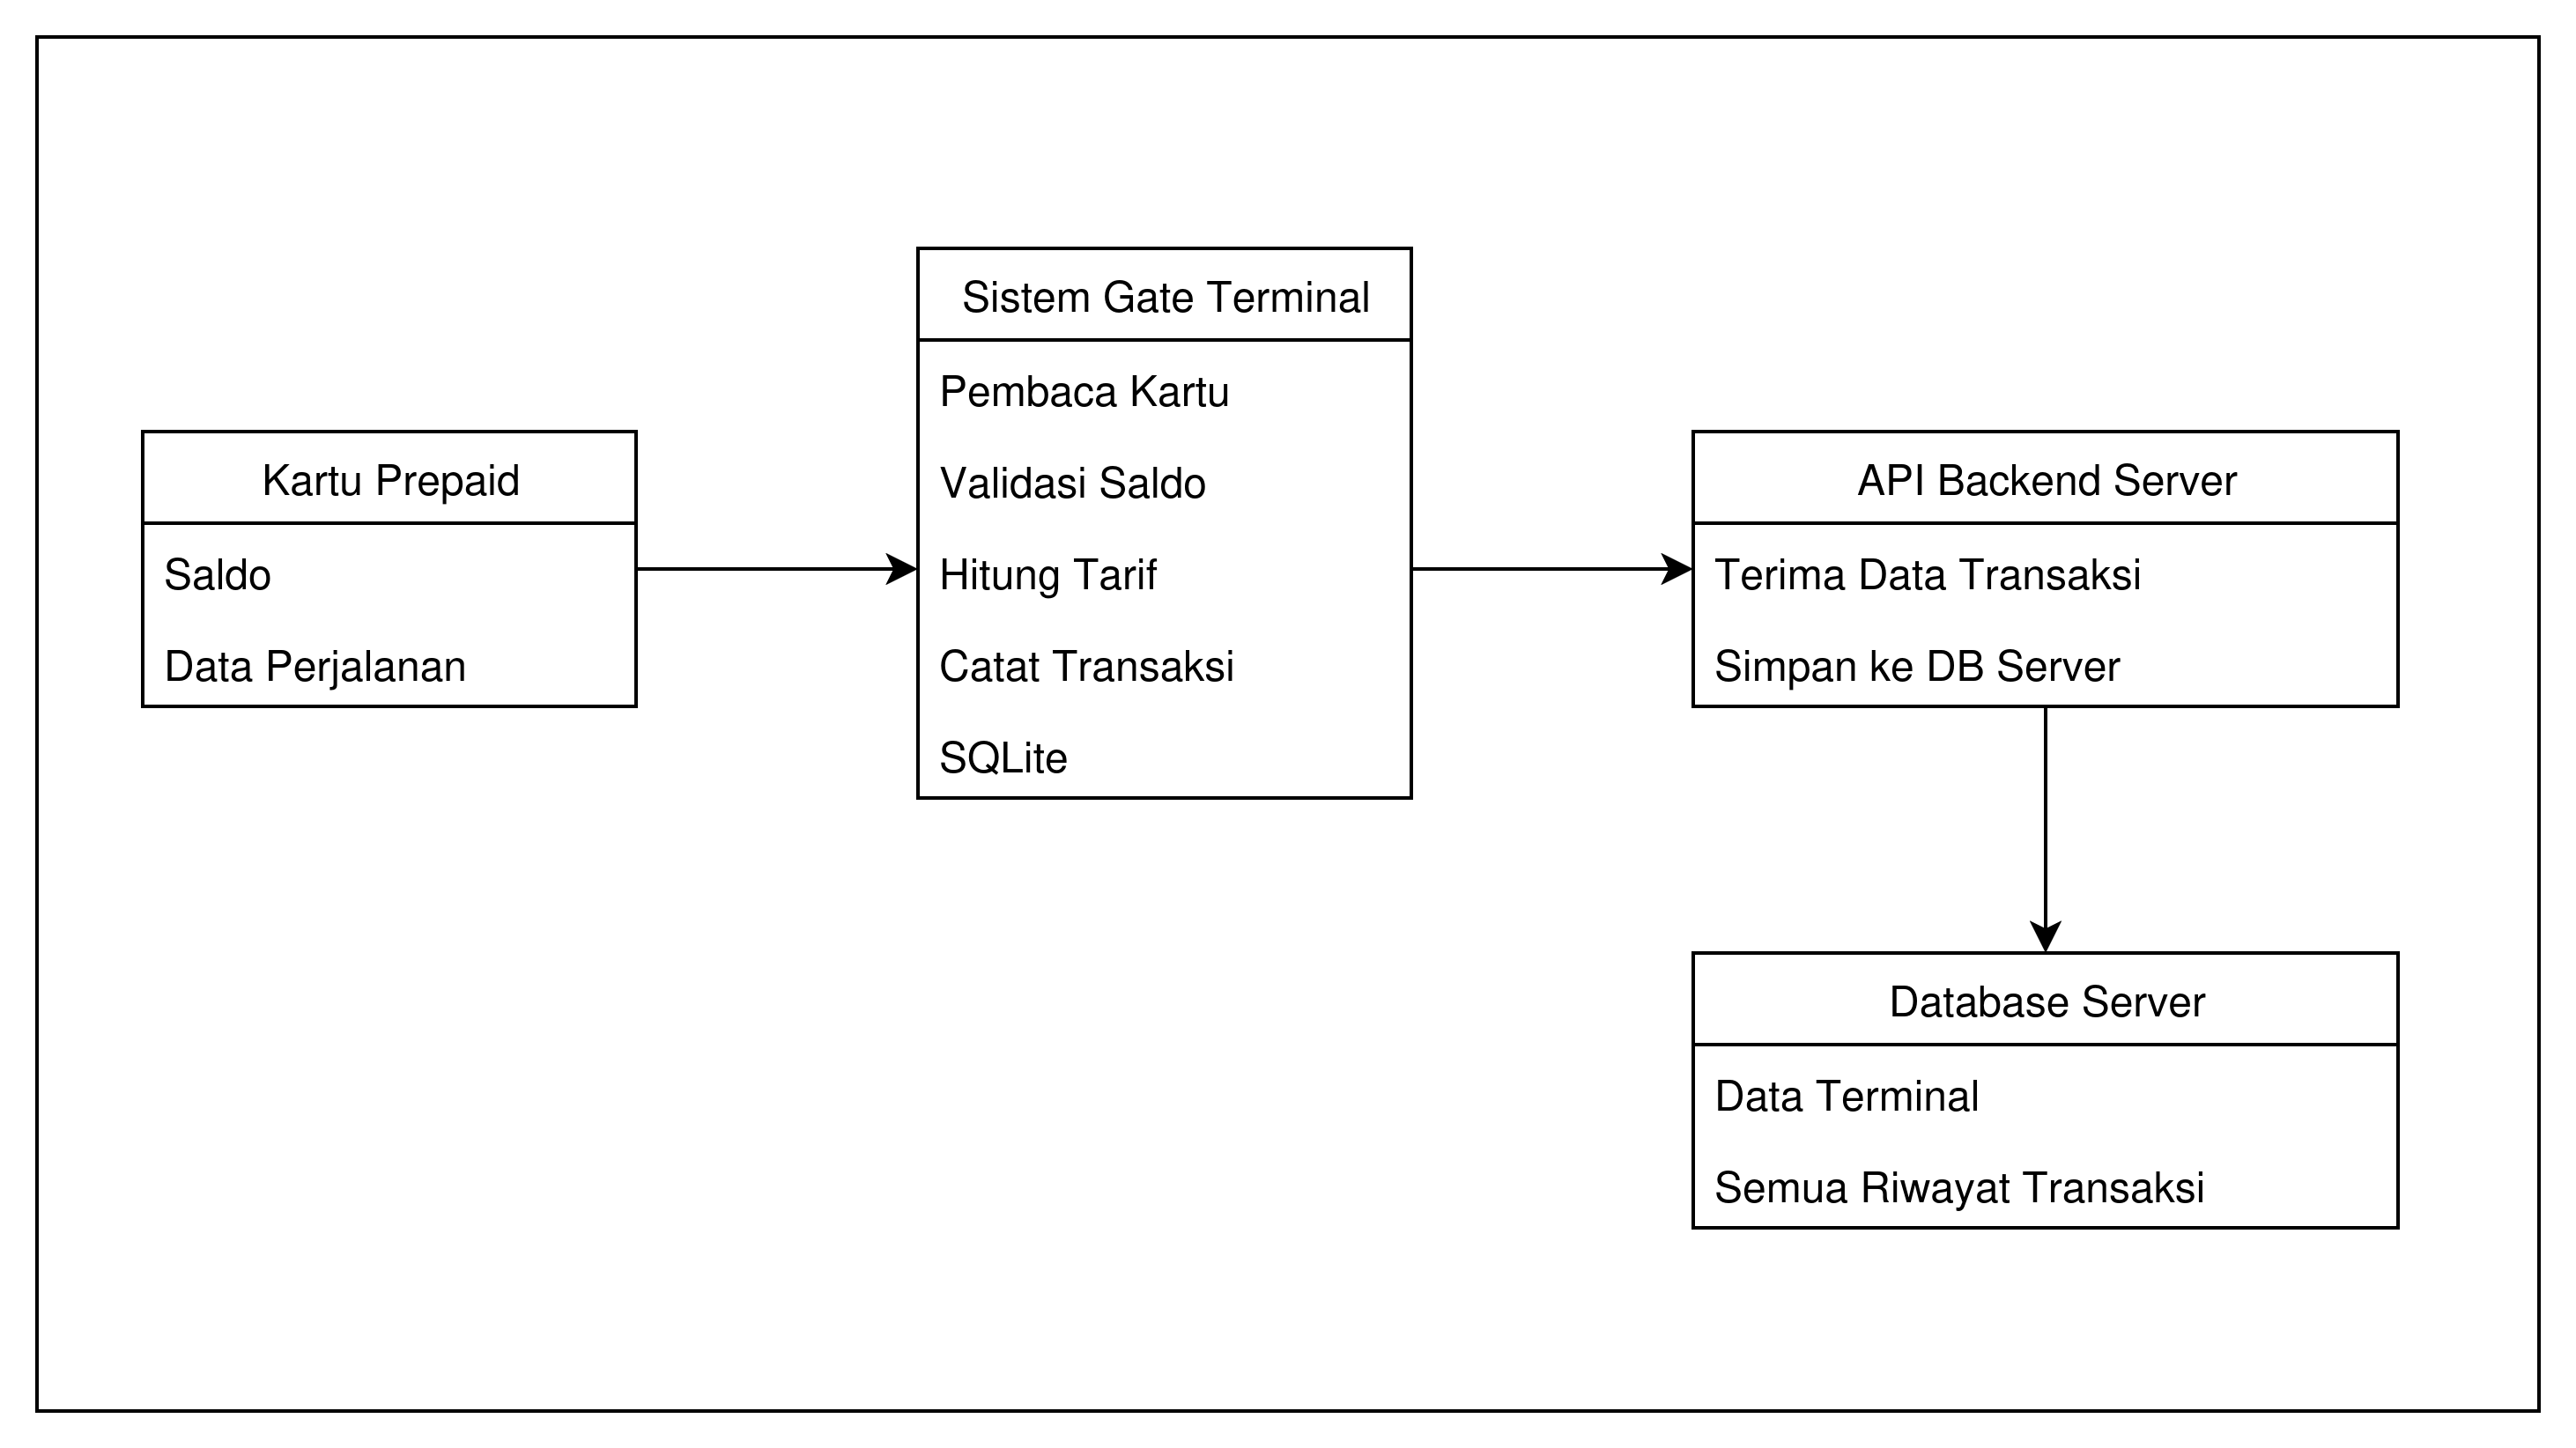 Kartu Prepaid
Saldo
Data Perjalanan
Sistem Gate Terminal
Pembaca Kartu
Validasi Saldo
Hitung Tarif
Catat Transaksi
SQLite
API Backend Server
Terima Data Transaksi
Simpan ke DB Server
Database Server
Data Terminal
Semua Riwayat Transaksi